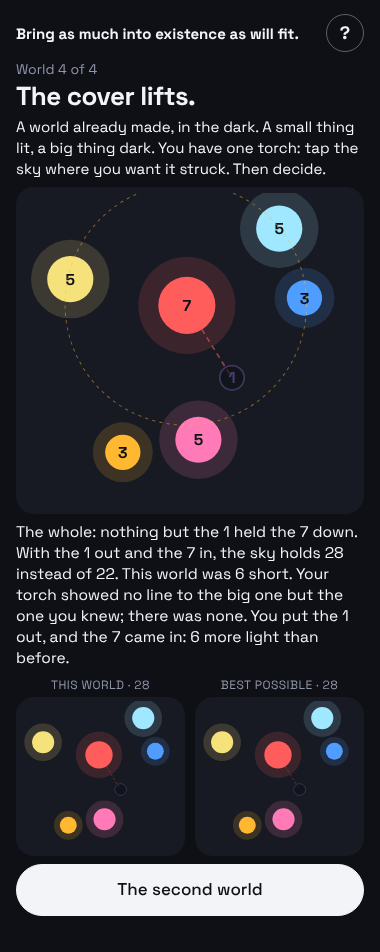 Bring as much into existence as will fit.
?
World 4 of 4
The cover lifts.
A world already made, in the dark. A small thing
lit, a big thing dark. You have one torch: tap the
sky where you want it struck. Then decide.
5
5
3
7
1
5
3
The whole: nothing but the 1 held the 7 down.
With the 1 out and the 7 in, the sky holds 28
instead of 22. This world was 6 short. Your
torch showed no line to the big one but the
one you knew; there was none. You put the 1
out, and the 7 came in: 6 more light than
before.
THIS WORLD · 28
BEST POSSIBLE · 28
The second world